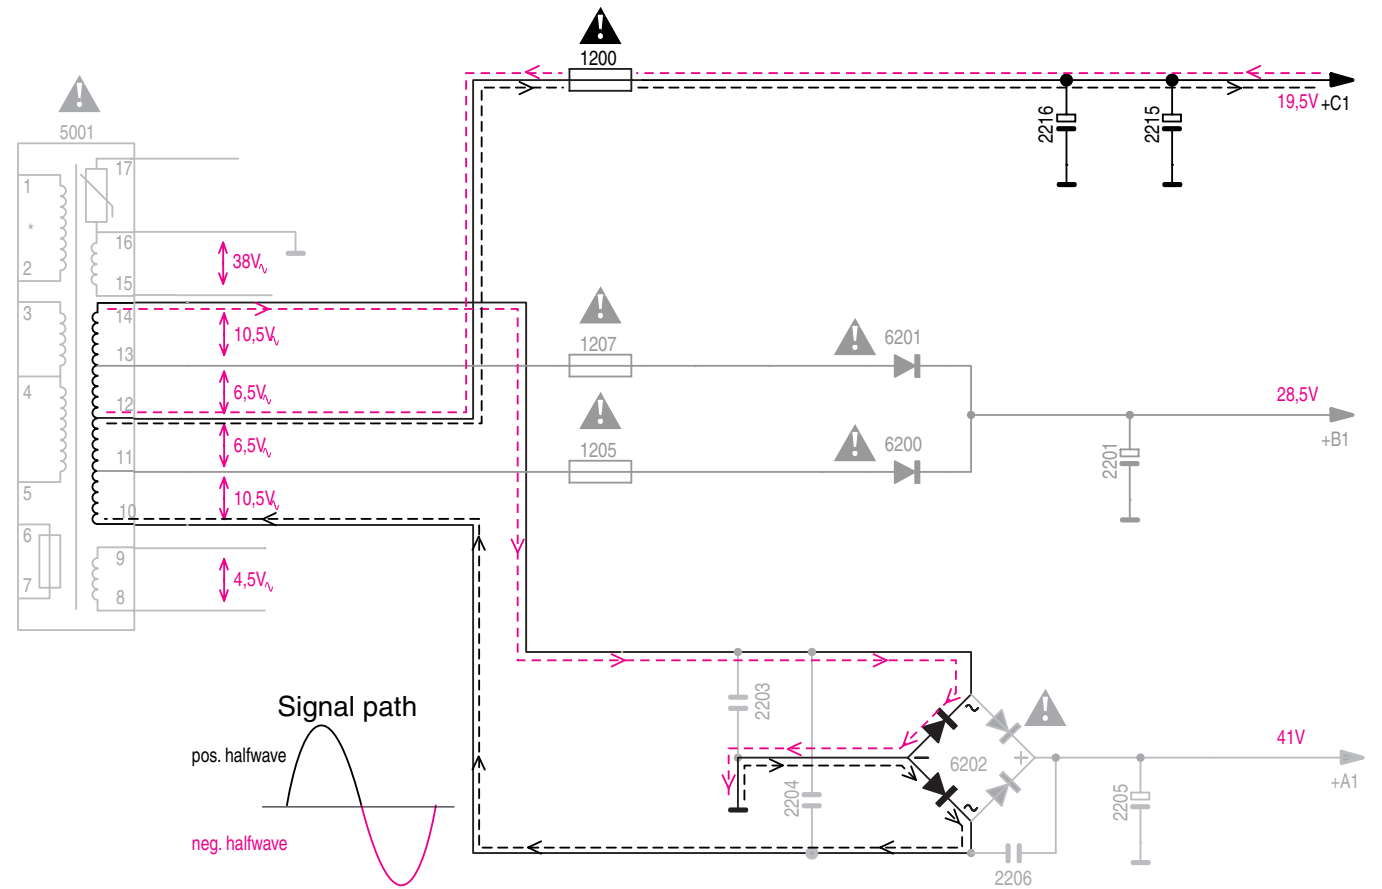 1200
19,5V
+C1
2216
2215
5001
17
1
*
16
2
15
38V
3
14
10,5V
13
1207
6201
4
6,5V
12
28,5V
+B1
6,5V
11
1205
6200
2201
5
10,5V
10
6
9
7
4,5V
8
Signal path
pos. halfwave
neg. halfwave
2203
2204
~
−
6202
+
~
41V
+A1
2205
2206